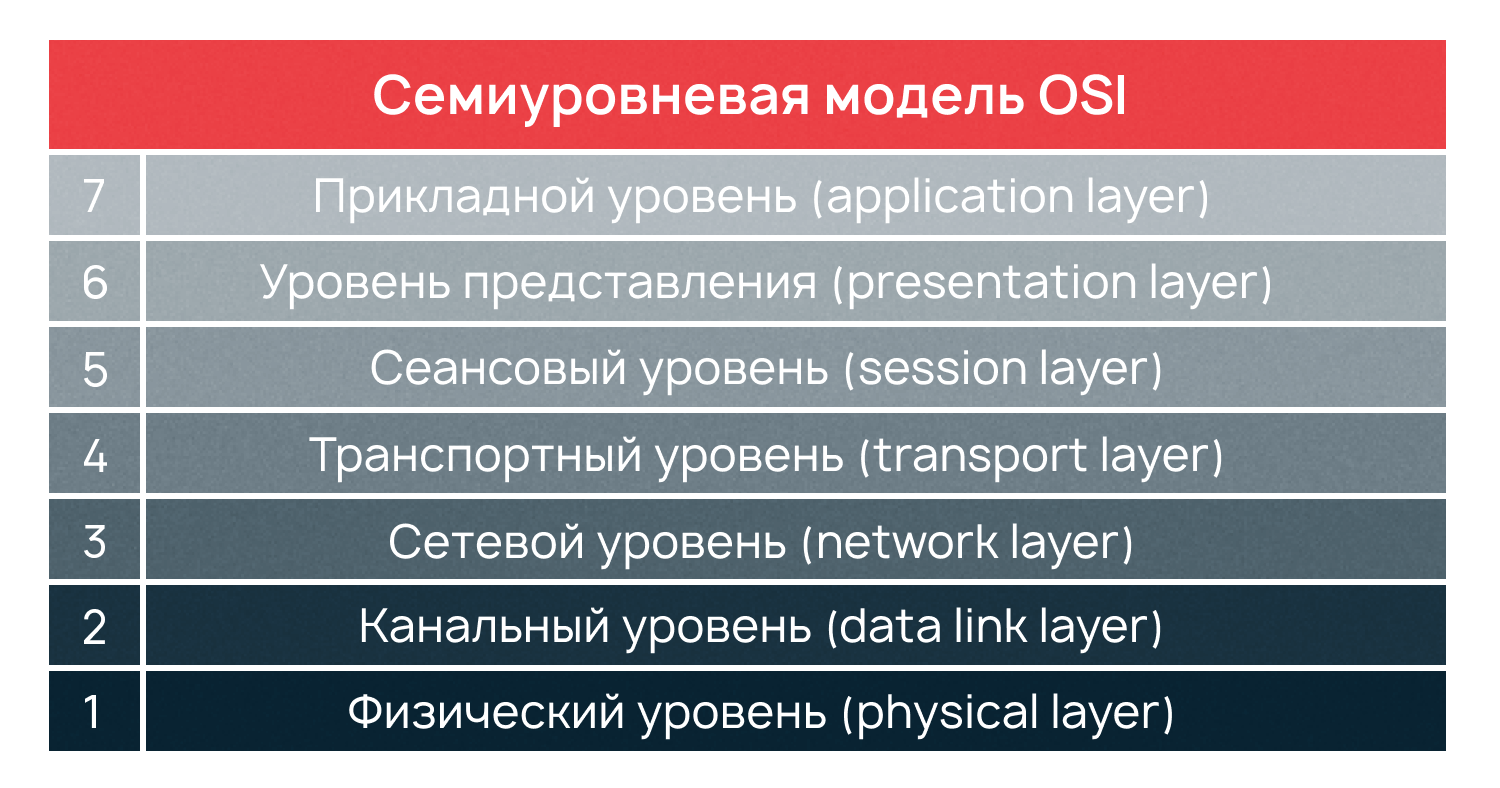 Семиуровневая модель OSI
7 Прикладной уровень (application layer)
6 Уровень представления (presentation layer)
5 Сеансовый уровень (session layer)
4 Транспортный уровень (transport layer)
3 Сетевой уровень (network layer)
2 Канальный уровень (data link layer)
1 Физический уровень (physical layer)